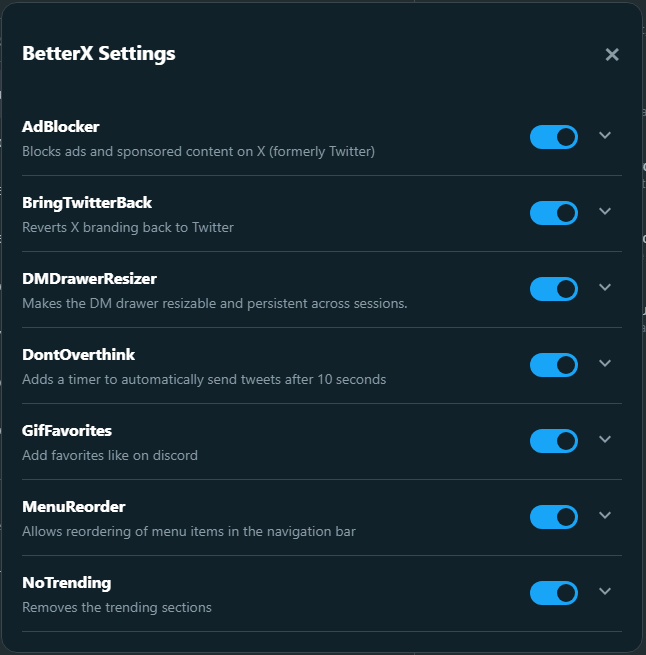 BetterX Settings
AdBlocker
Blocks ads and sponsored content on X (formerly Twitter)
BringTwitterBack
Reverts X branding back to Twitter
DMDrawerResizer
Makes the DM drawer resizable and persistent across sessions.
DontOverthink
Adds a timer to automatically send tweets after 10 seconds
GifFavorites
Add favorites like on discord
MenuReorder
Allows reordering of menu items in the navigation bar
NoTrending
Removes the trending sections